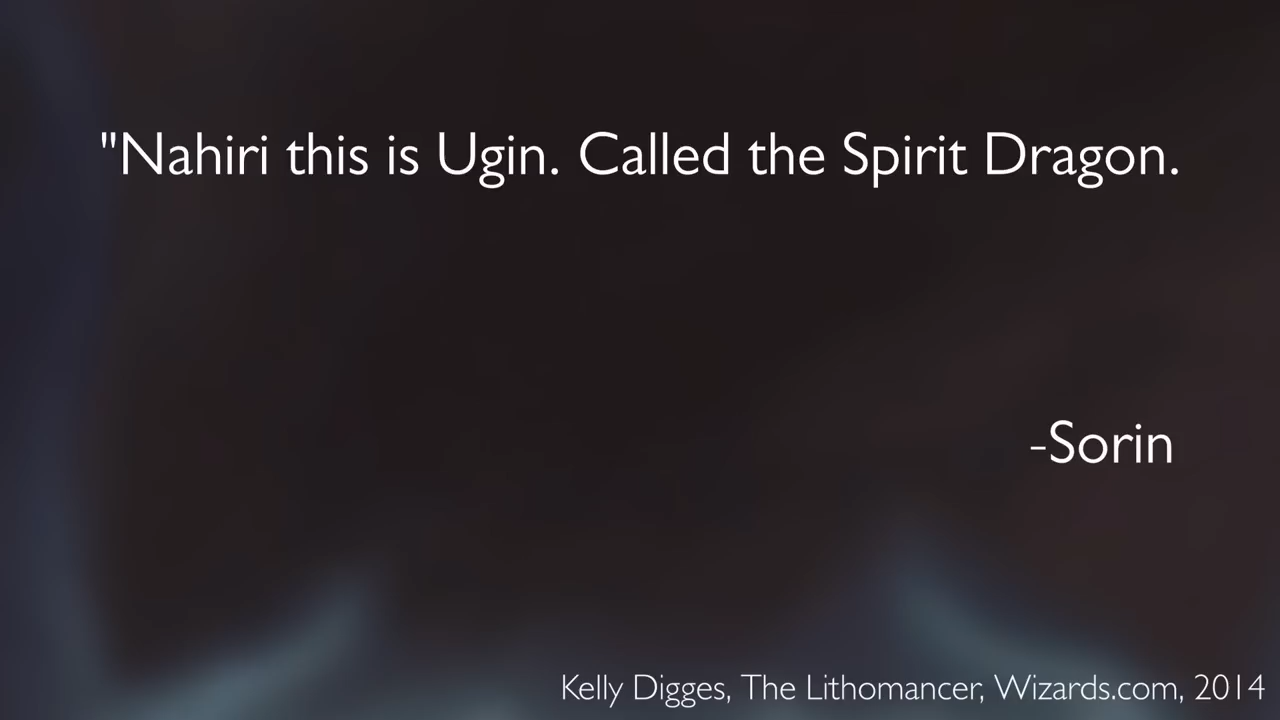 "Nahiri this is Ugin. Called the Spirit Dragon.
-Sorin
Kelly Digges, The Lithomancer, Wizards.com, 2014